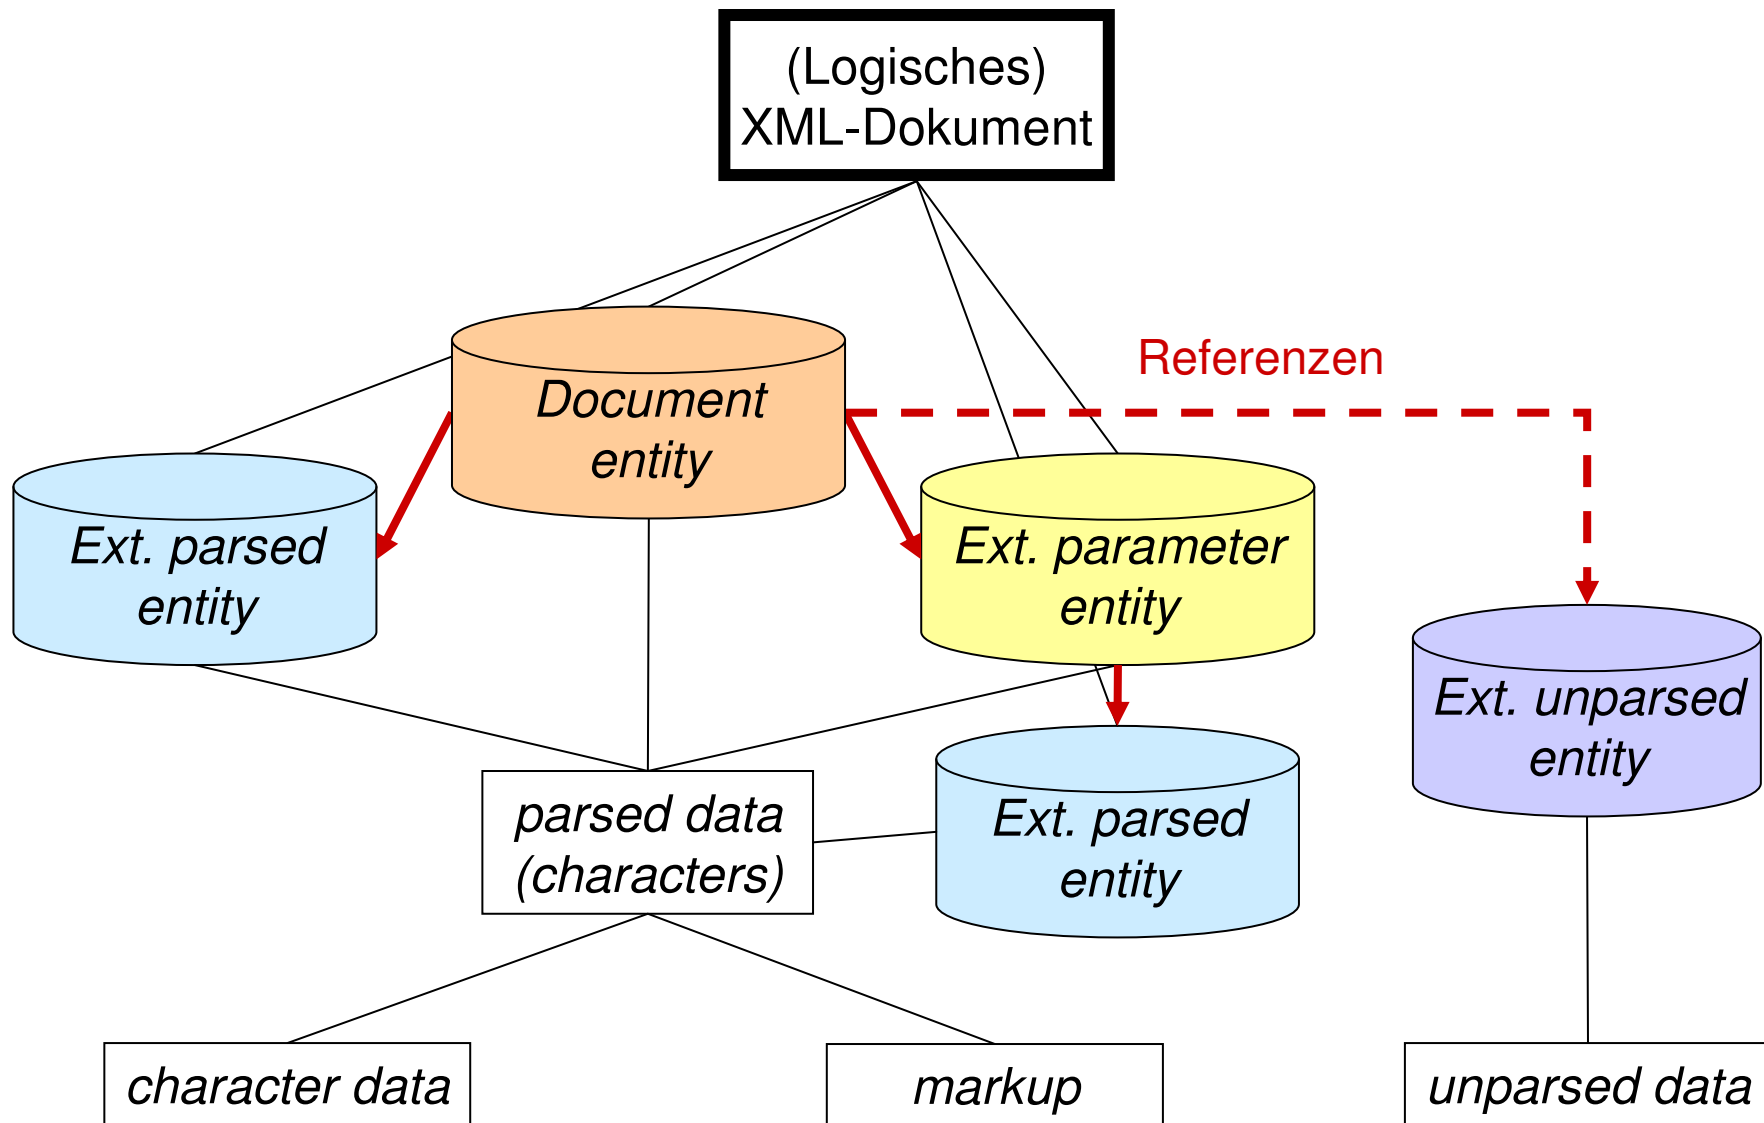 (Logisches)
XML-Dokument
Referenzen
Document
entity
Ext. parsed
entity
Ext. parameter
entity
Ext. unparsed
entity
parsed data
(characters)
Ext. parsed
entity
character data
markup
unparsed data